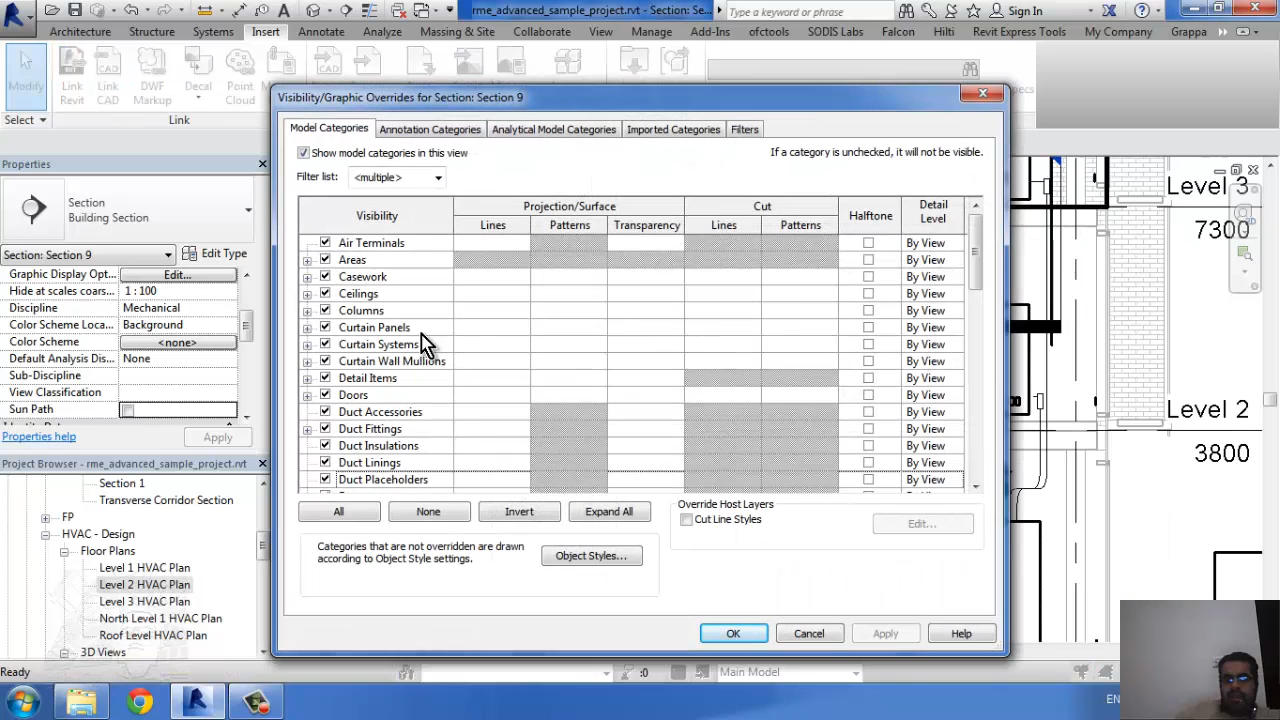 rme_advanced_sample_project.rvt - Section: Se...
Type a keyword or phrase
Sign In
Architecture Structure Systems Insert Annotate Analyze Massing & Site Collaborate View Manage Add-Ins ofctools SODIS Labs Falcon Hilti Revit Express Tools My Company Grappa
Modify
Link Revit
Link CAD
DWF Markup
Decal
Point Cloud
Select
Link
Properties
Section
Building Section
Section: Section 9
Edit Type
Graphic Display Opt... Edit...
Hide at scales coars... 1 : 100
Discipline Mechanical
Color Scheme Loca... Background
Color Scheme <none>
Default Analysis Dis... None
Sub-Discipline
View Classification
Sun Path
Properties help
Apply
Project Browser - rme_advanced_sample_project.rvt
Section 1
Transverse Corridor Section
FP
HVAC - Design
Floor Plans
Level 1 HVAC Plan
Level 2 HVAC Plan
Level 3 HVAC Plan
North Level 1 HVAC Plan
Roof Level HVAC Plan
3D Views
Ready
Visibility/Graphic Overrides for Section: Section 9
Model Categories Annotation Categories Analytical Model Categories Imported Categories Filters
Show model categories in this view
If a category is unchecked, it will not be visible.
Filter list: <multiple>
Visibility Projection/Surface Cut Halftone Detail Level
Lines Patterns Transparency Lines Patterns
Air Terminals By View
Areas By View
Casework By View
Ceilings By View
Columns By View
Curtain Panels By View
Curtain Systems By View
Curtain Wall Mullions By View
Detail Items By View
Doors By View
Duct Accessories By View
Duct Fittings By View
Duct Insulations By View
Duct Linings By View
Duct Placeholders By View
All None Invert Expand All
Override Host Layers
Cut Line Styles
Edit...
Categories that are not overridden are drawn
according to Object Style settings.
Object Styles...
OK Cancel Apply Help
Level 3
7300
Level 2
3800
:0
Main Model
EN